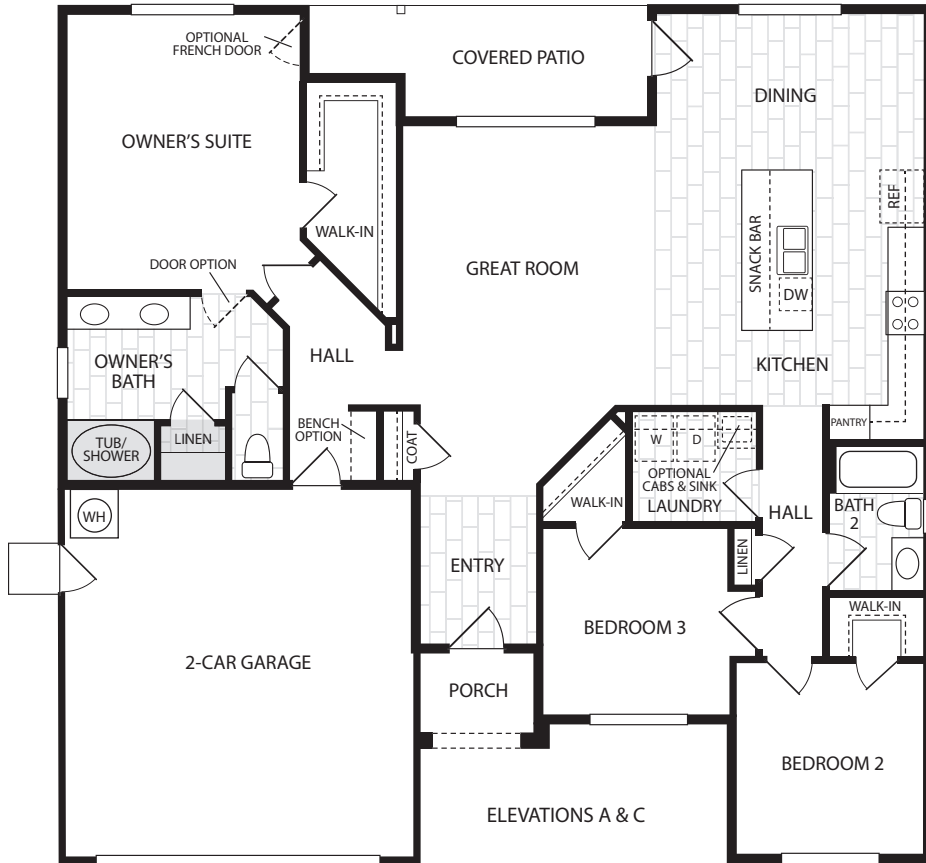 OPTIONAL
FRENCH DOOR
COVERED PATIO
DINING
OWNER'S SUITE
REF
WALK-IN
SNACK BAR
DOOR OPTION
GREAT ROOM
DW
HALL
OWNER'S
BATH
KITCHEN
BENCH
OPTION
COAT
PANTRY
LINEN
TUB/
SHOWER
W
D
OPTIONAL
CABS & SINK
LAUNDRY
WALK-IN
HALL
BATH
2
WH
LINEN
ENTRY
WALK-IN
BEDROOM 3
2-CAR GARAGE
PORCH
BEDROOM 2
ELEVATIONS A & C